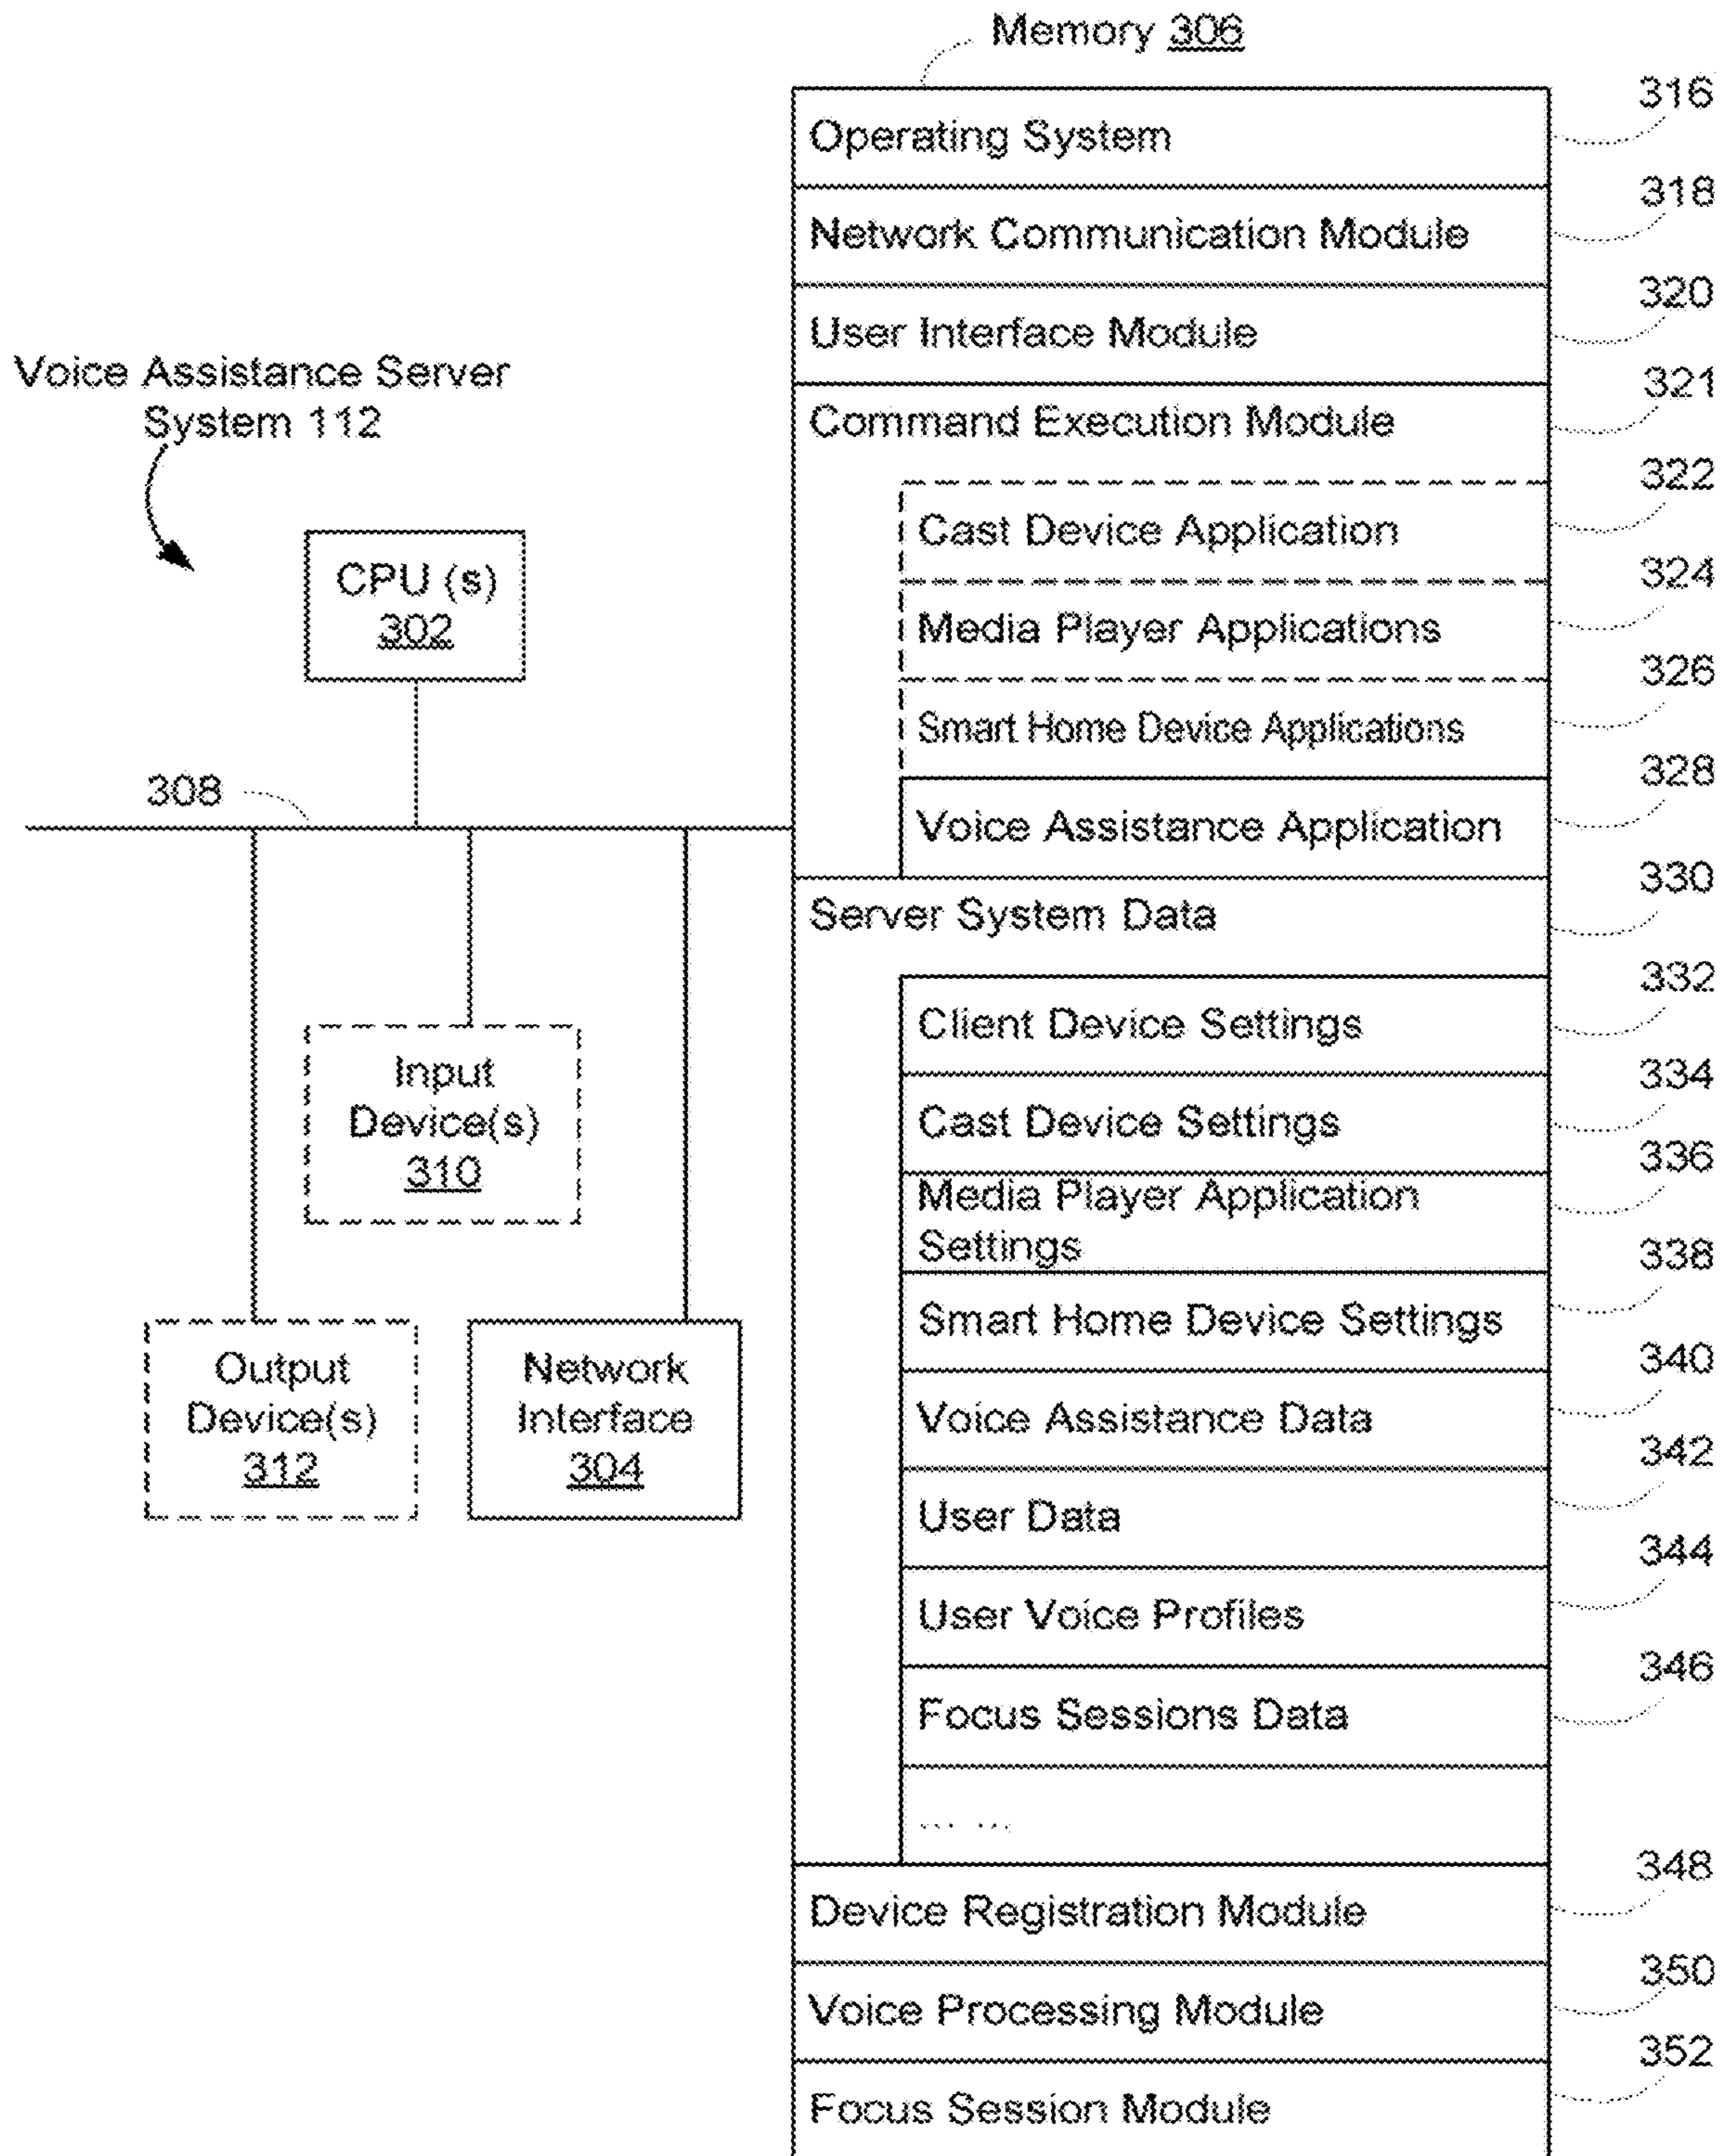 Memory 306
316
Operating System
318
Network Communication Module
320
User Interface Module
Voice Assistance Server
System 112
321
Command Execution Module
322
Cast Device Application
CPU (s)
302
324
Media Player Applications
326
Smart Home Device Applications
308
328
Voice Assistance Application
330
Server System Data
332
Client Device Settings
Input
Device(s)
310
334
Cast Device Settings
336
Media Player Application
Settings
338
Smart Home Device Settings
Output
Device(s)
312
Network
Interface
304
340
Voice Assistance Data
342
User Data
344
User Voice Profiles
346
Focus Sessions Data
... ...
348
Device Registration Module
350
Voice Processing Module
352
Focus Session Module